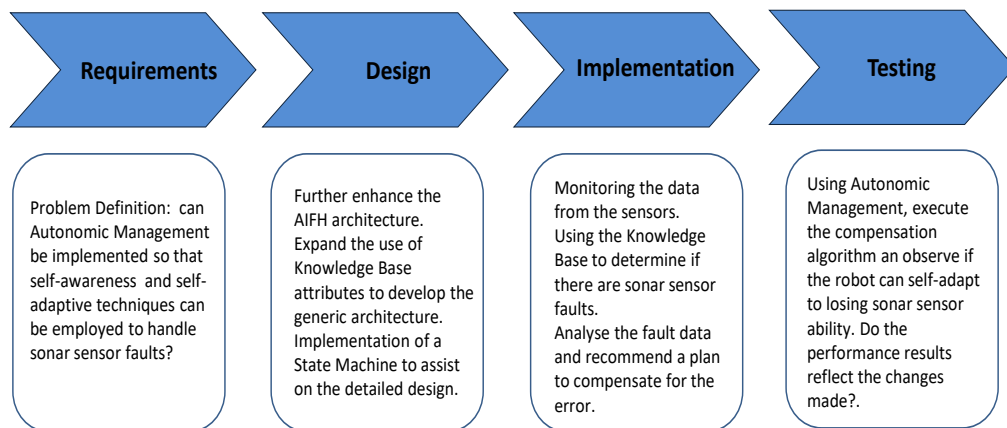 Requirements
Design
Implementation
Testing
Problem Definition: can
Autonomic Management
be implemented so that
self-awareness and self-
adaptive techniques can
be employed to handle
sonar sensor faults?
Further enhance the
AIFH architecture.
Expand the use of
Knowledge Base
attributes to develop the
generic architecture.
Implementation of a
State Machine to assist
on the detailed design.
Monitoring the data
from the sensors.
Using the Knowledge
Base to determine if
there are sonar sensor
faults.
Analyse the fault data
and recommend a plan
to compensate for the
error.
Using Autonomic
Management, execute
the compensation
algorithm an observe if
the robot can self-adapt
to losing sonar sensor
ability. Do the
performance results
reflect the changes
made?.